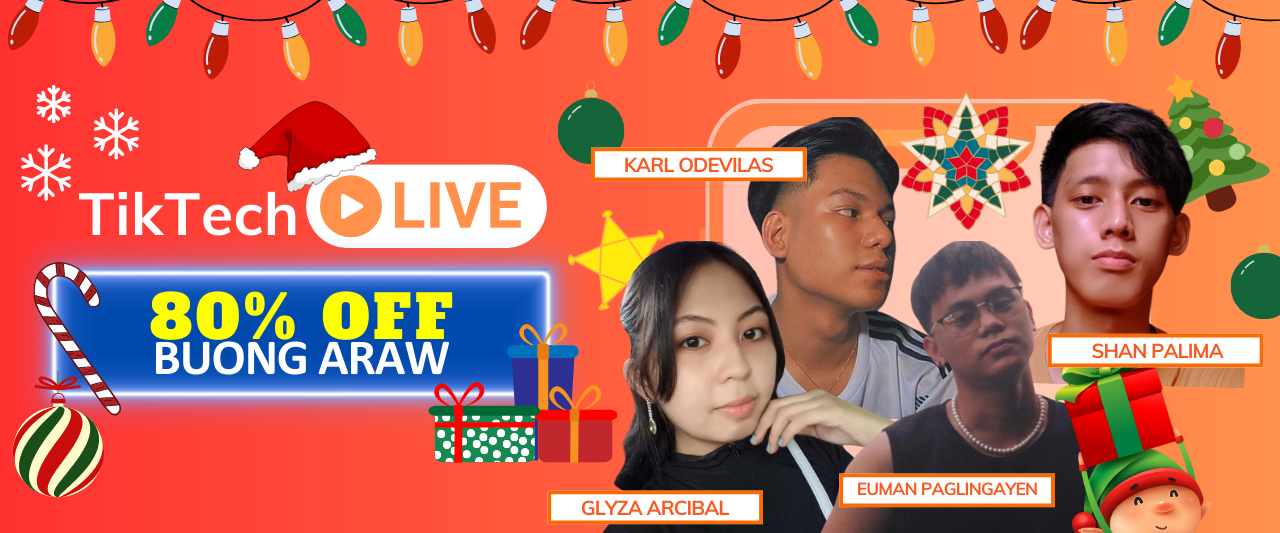 TikTech LIVE
80% OFF
BUONG ARAW
KARL ODEVILAS
SHAN PALIMA
EUMAN PAGLINGAYEN
GLYZA ARCIBAL